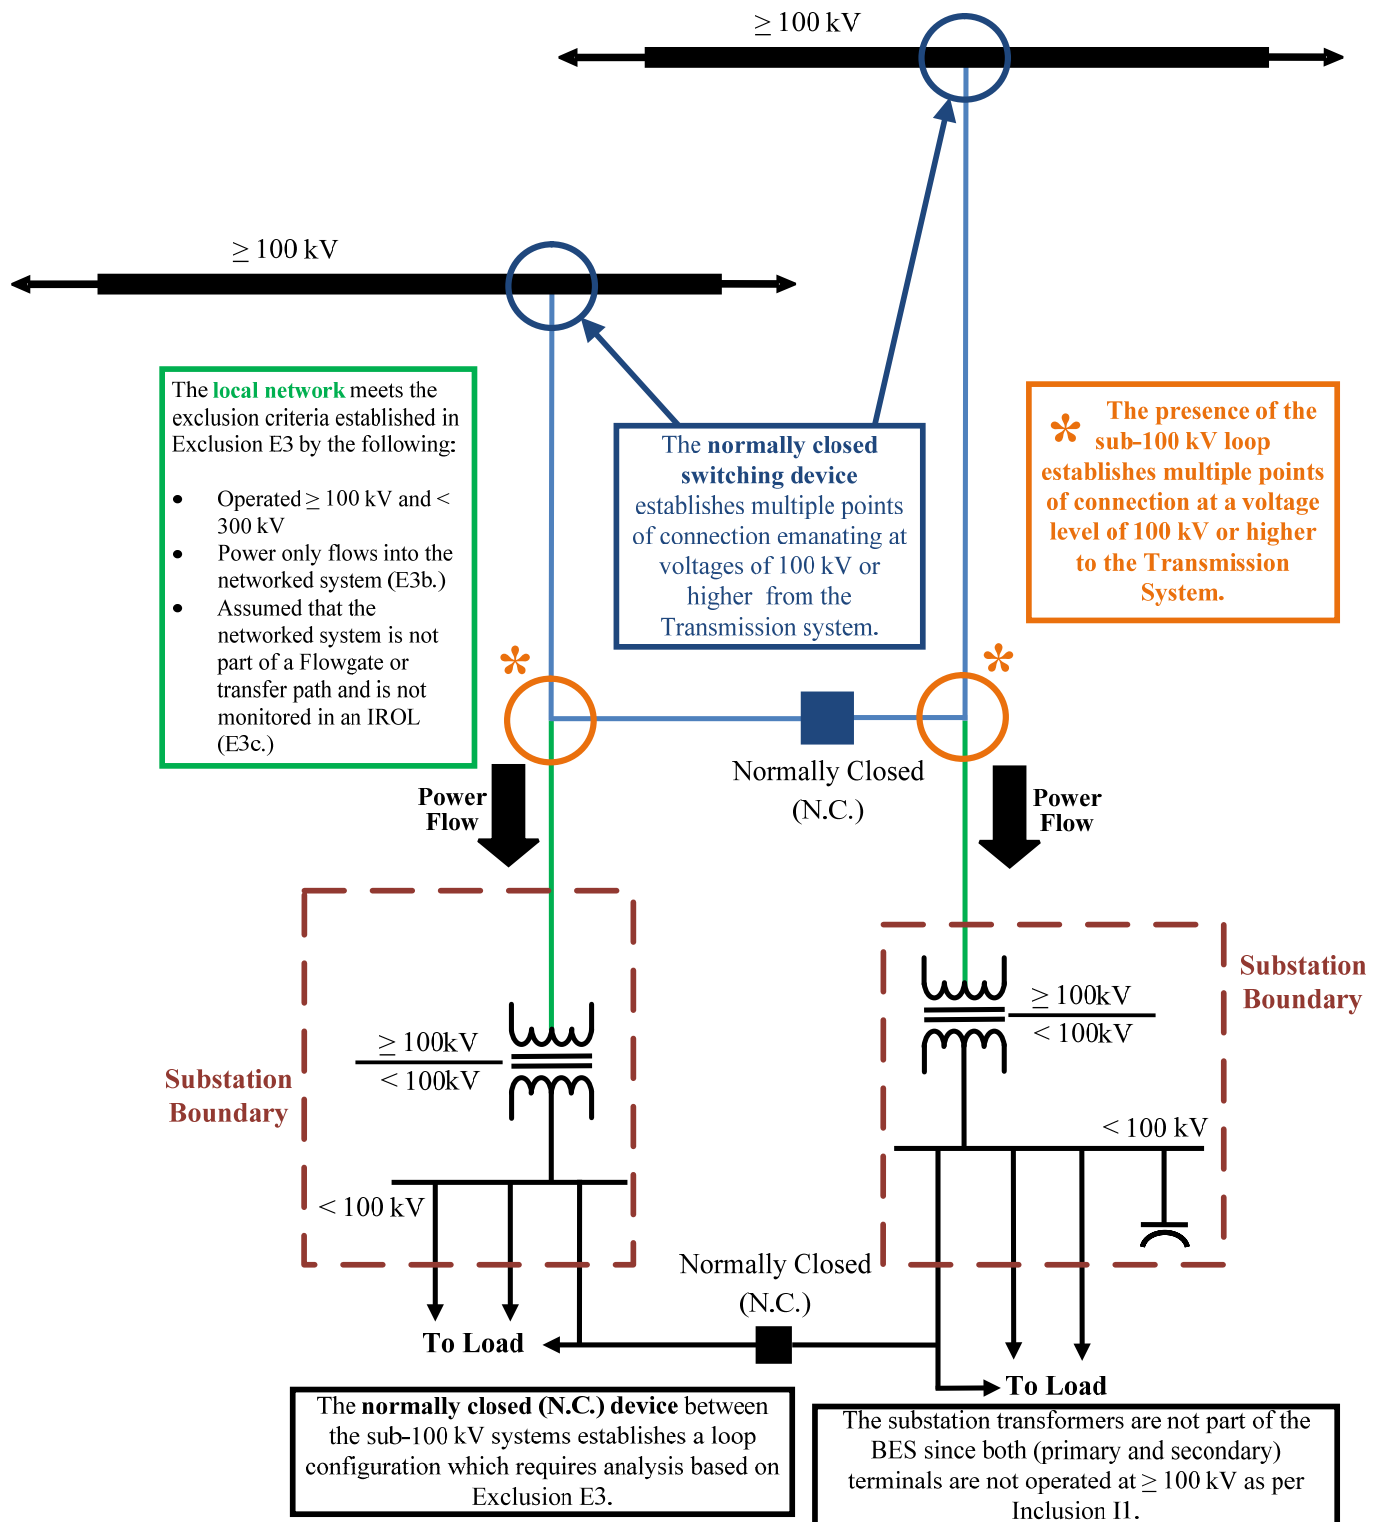 ≥ 100 kV
≥ 100 kV
The local network meets the
exclusion criteria established in
Exclusion E3 by the following:
• Operated ≥ 100 kV and <
300 kV
• Power only flows into the
networked system (E3b.)
• Assumed that the
networked system is not
part of a Flowgate or
transfer path and is not
monitored in an IROL
(E3c.)
The normally closed
switching device
establishes multiple points
of connection emanating at
voltages of 100 kV or
higher from the
Transmission system.
* The presence of the
sub-100 kV loop
establishes multiple points
of connection at a voltage
level of 100 kV or higher
to the Transmission
System.
*
*
Normally Closed
(N.C.)
Power
Flow
Power
Flow
Substation
Boundary
≥ 100kV
< 100kV
≥ 100kV
< 100kV
Substation
Boundary
< 100 kV
< 100 kV
Normally Closed
(N.C.)
To Load
To Load
The normally closed (N.C.) device between
the sub-100 kV systems establishes a loop
configuration which requires analysis based on
Exclusion E3.
The substation transformers are not part of the
BES since both (primary and secondary)
terminals are not operated at ≥ 100 kV as per
Inclusion I1.